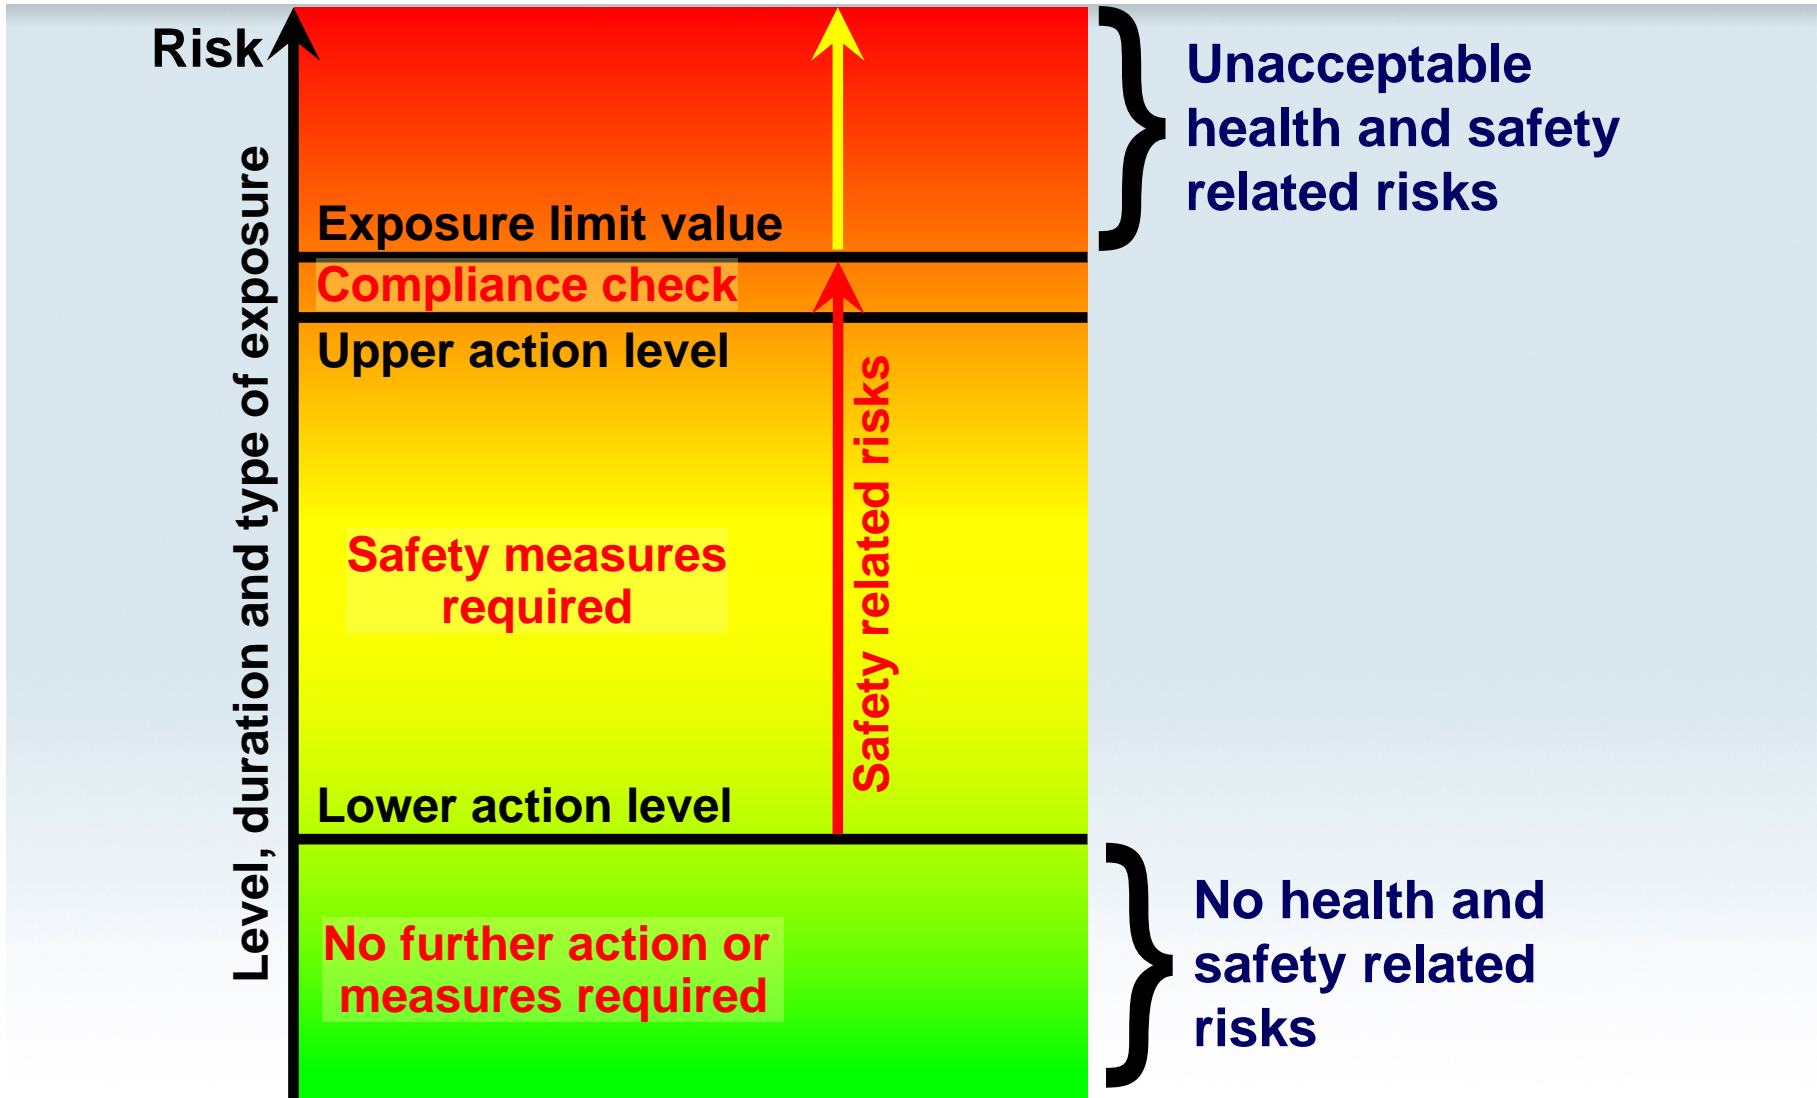 Risk
Level, duration and type of exposure
Exposure limit value
Compliance check
Upper action level
Safety measures
required
Safety related risks
Lower action level
No further action or
measures required
Unacceptable
health and safety
related risks
No health and
safety related
risks